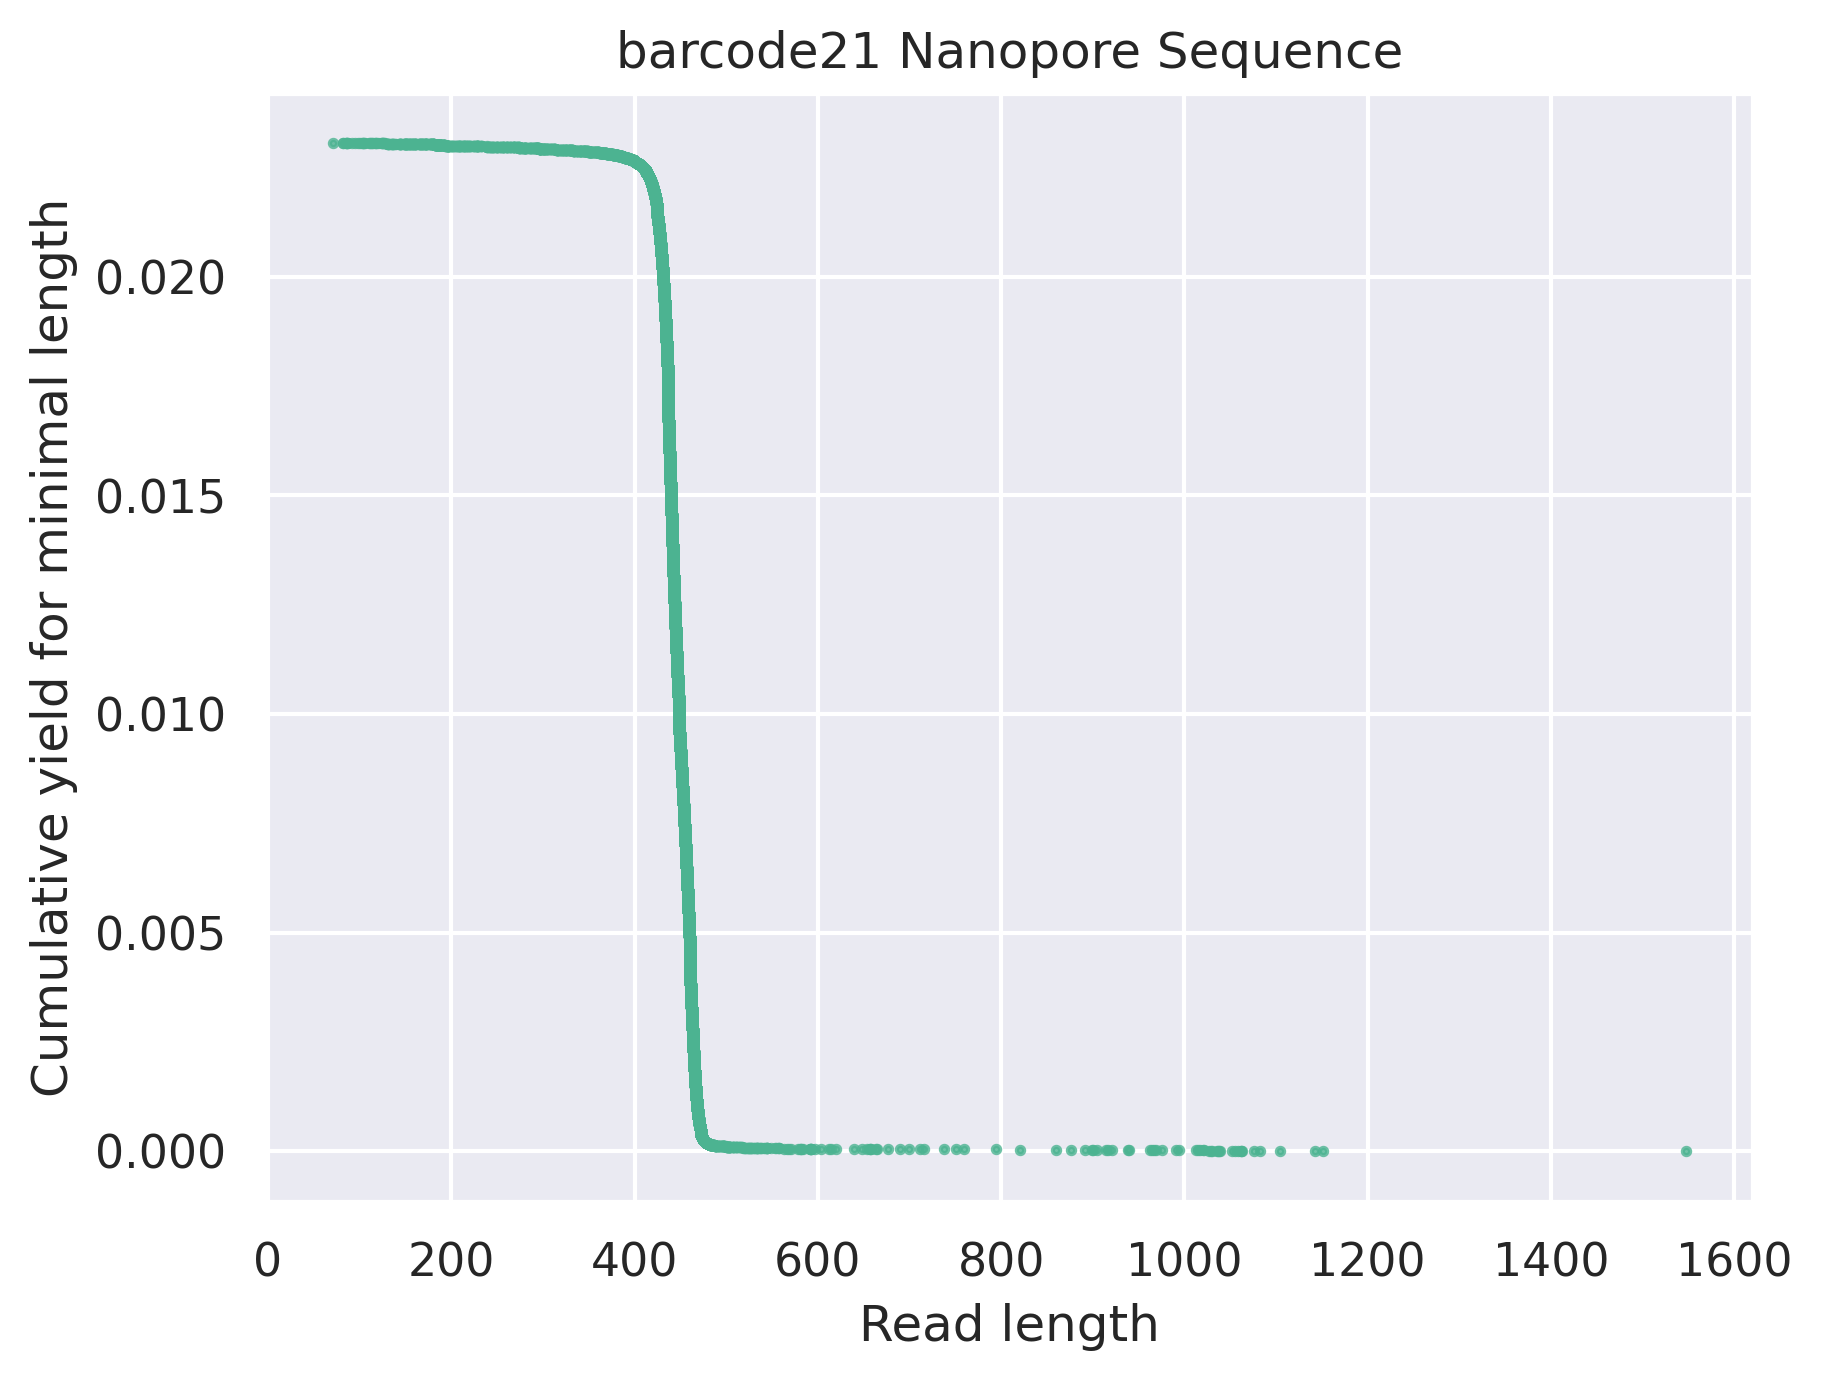 barcode21 Nanopore Sequence
Cumulative yield for minimal length
0.020
0.015
0.010
0.005
0.000
0 200 400 600 800 1000 1200 1400 1600
Read length